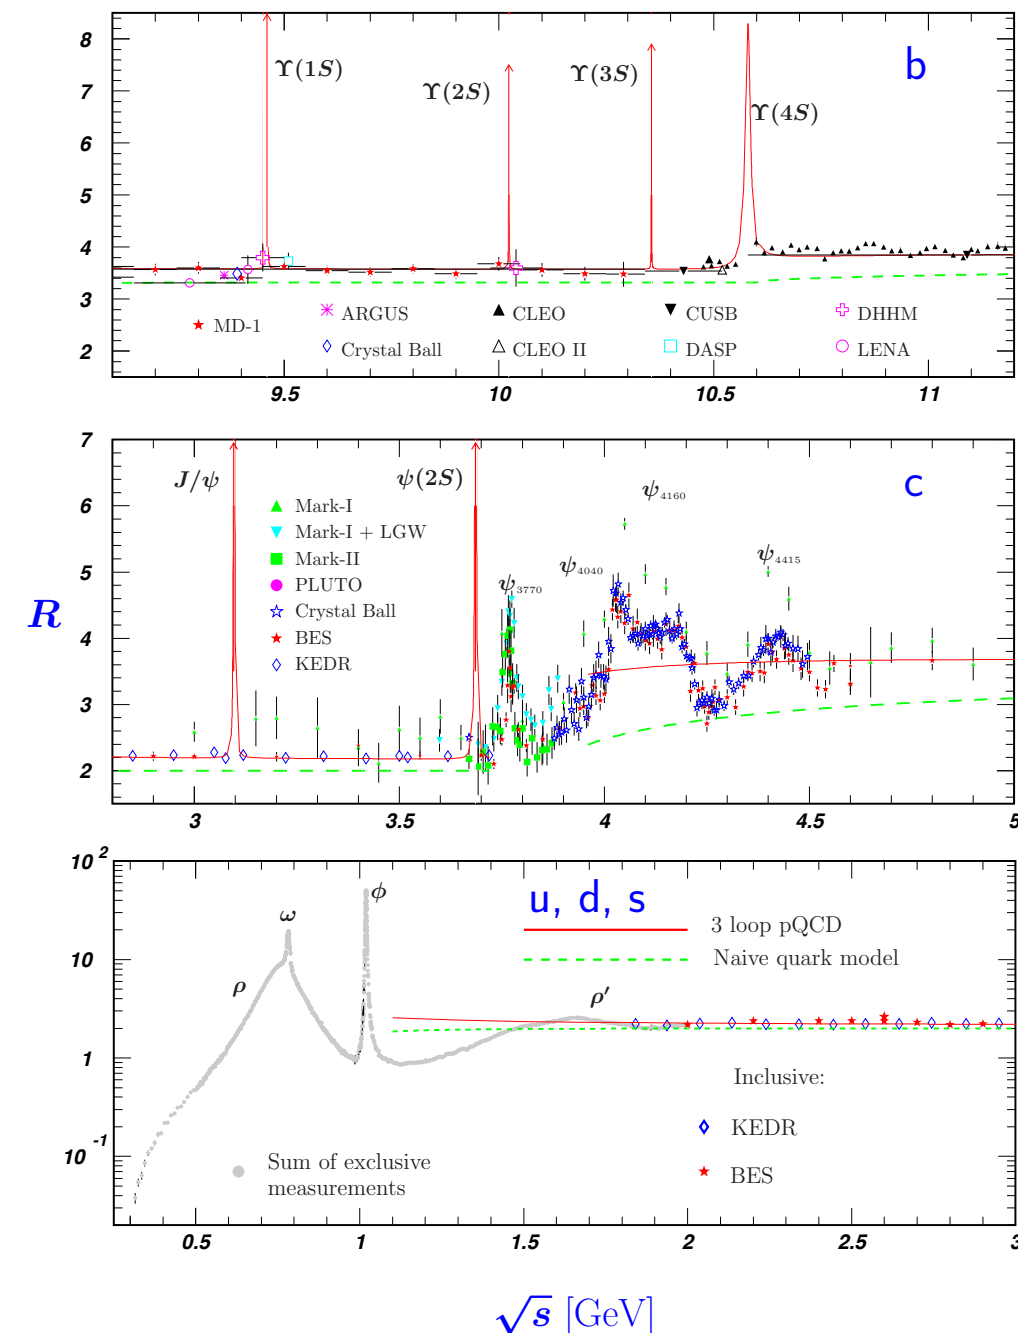 b
8
7
6
5
4
3
2
Υ(1S)
Υ(2S)
Υ(3S)
Υ(4S)
MD-1
ARGUS
CLEO
CUSB
DHHM
Crystal Ball
CLEO II
DASP
LENA
9.5
10
10.5
11
R
c
7
6
5
4
3
2
J/ψ
ψ(2S)
ψ3770
ψ4040
ψ4160
ψ4415
Mark-I
Mark-I + LGW
Mark-II
PLUTO
Crystal Ball
BES
KEDR
3
3.5
4
4.5
5
u, d, s
10 2
10
1
10 -1
ρ
ω
ϕ
ρ′
3 loop pQCD
Naive quark model
Inclusive:
KEDR
BES
Sum of exclusive
measurements
0.5
1
1.5
2
2.5
3
√s [GeV]